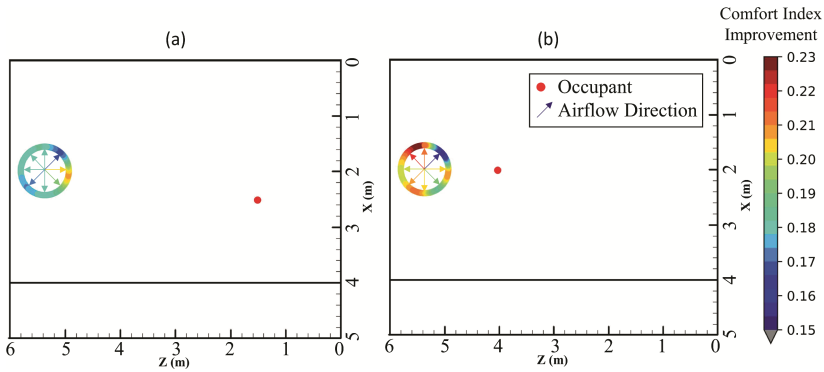 Comfort Index
Improvement
(a)
(b)
Occupant
Airflow Direction
0
1
2
3
4
5
X (m)
6 5 4 3 2 1 0
Z (m)
0
1
2
3
4
5
X (m)
6 5 4 3 2 1 0
Z (m)
0.23
0.22
0.21
0.20
0.19
0.18
0.17
0.16
0.15